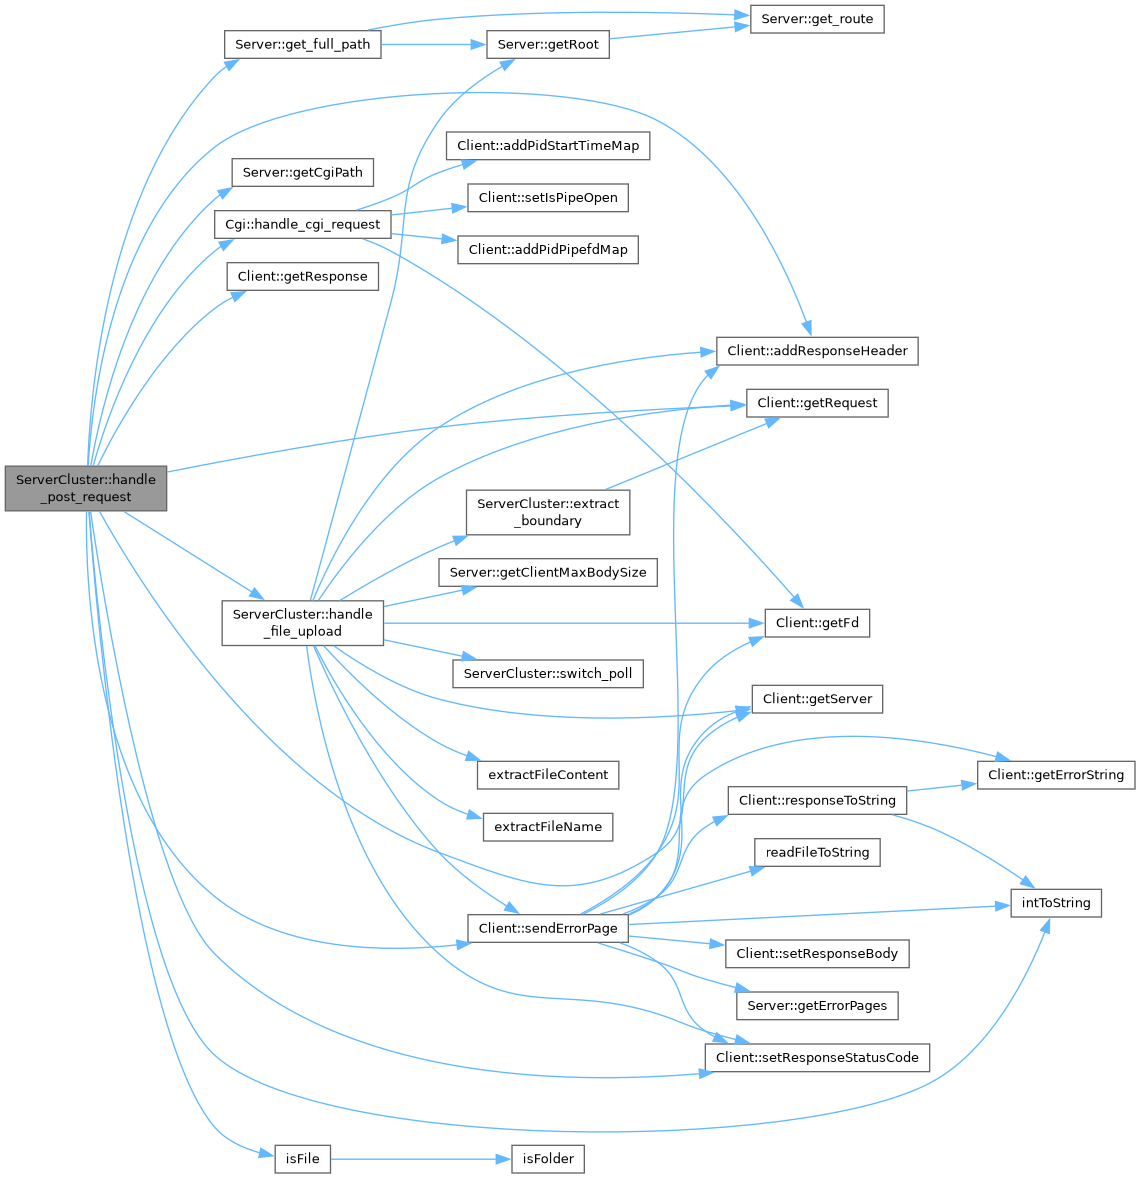 Server::get_route
Server::get_full_path
Server::getRoot
Client::addPidStartTimeMap
Server::getCgiPath
Client::setIsPipeOpen
Cgi::handle_cgi_request
Client::addPidPipefdMap
Client::getResponse
Client::addResponseHeader
Client::getRequest
ServerCluster::handle
_post_request
ServerCluster::extract
_boundary
Server::getClientMaxBodySize
ServerCluster::handle
_file_upload
Client::getFd
ServerCluster::switch_poll
Client::getServer
extractFileContent
Client::getErrorString
Client::responseToString
extractFileName
readFileToString
intToString
Client::sendErrorPage
Client::setResponseBody
Server::getErrorPages
Client::setResponseStatusCode
isFile
isFolder